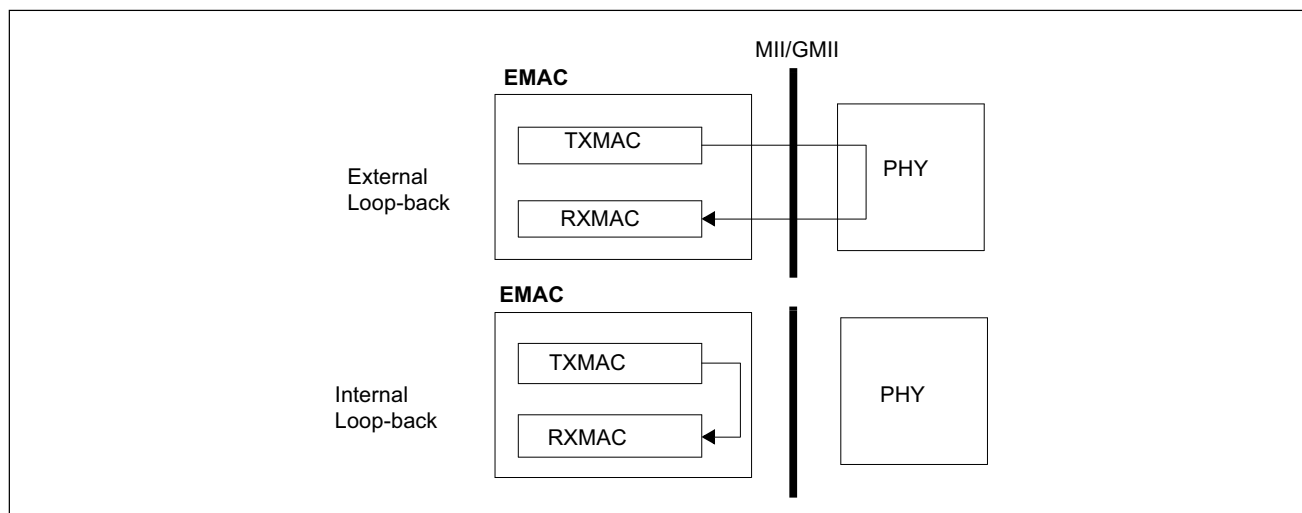 MII/GMII
EMAC
TXMAC
PHY
External
Loop-back
RXMAC
EMAC
TXMAC
PHY
Internal
Loop-back
RXMAC